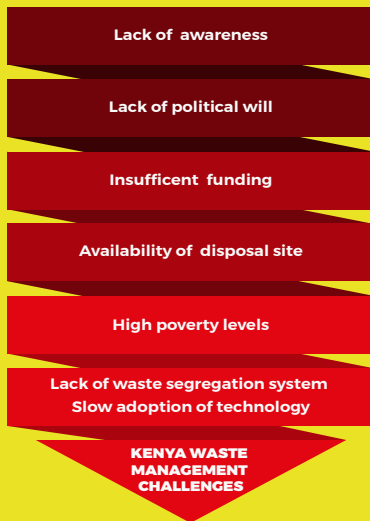 Lack of awareness
Lack of political will
Insufficent funding
Availability of disposal site
High poverty levels
Lack of waste segregation system
Slow adoption of technology
KENYA WASTE
MANAGEMENT
CHALLENGES